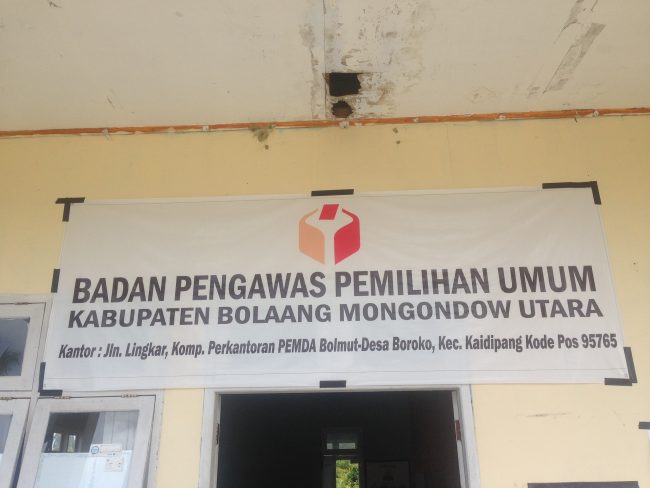 BADAN PENGAWAS PEMILIHAN UMUM
KABUPATEN BOLAANG MONGONDOW UTARA
Kantor : Jln. Lingkar, Komp. Perkantoran PEMDA Bolmut-Desa Boroko, Kec. Kaidipang Kode Pos 95765